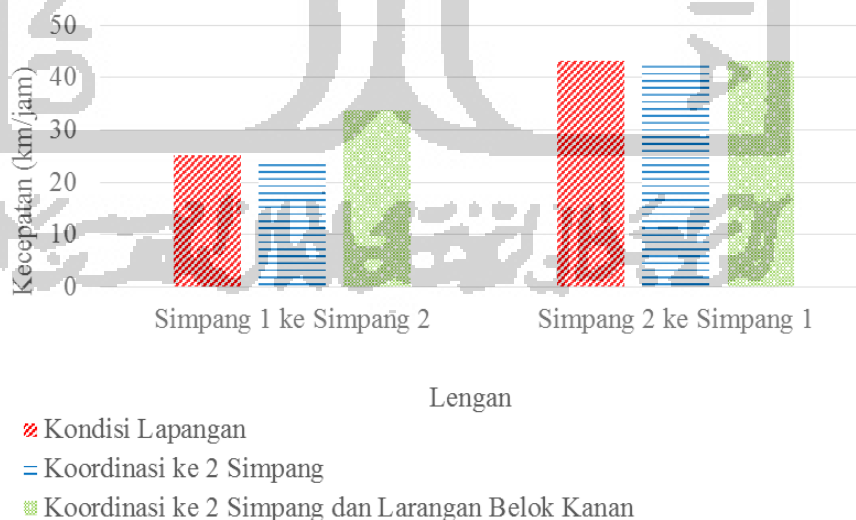 50
40
30
20
10
0
Kecepatan (km/jam)
Simpang 1 ke Simpang 2
Simpang 2 ke Simpang 1
Lengan
Kondisi Lapangan
Koordinasi ke 2 Simpang
Koordinasi ke 2 Simpang dan Larangan Belok Kanan